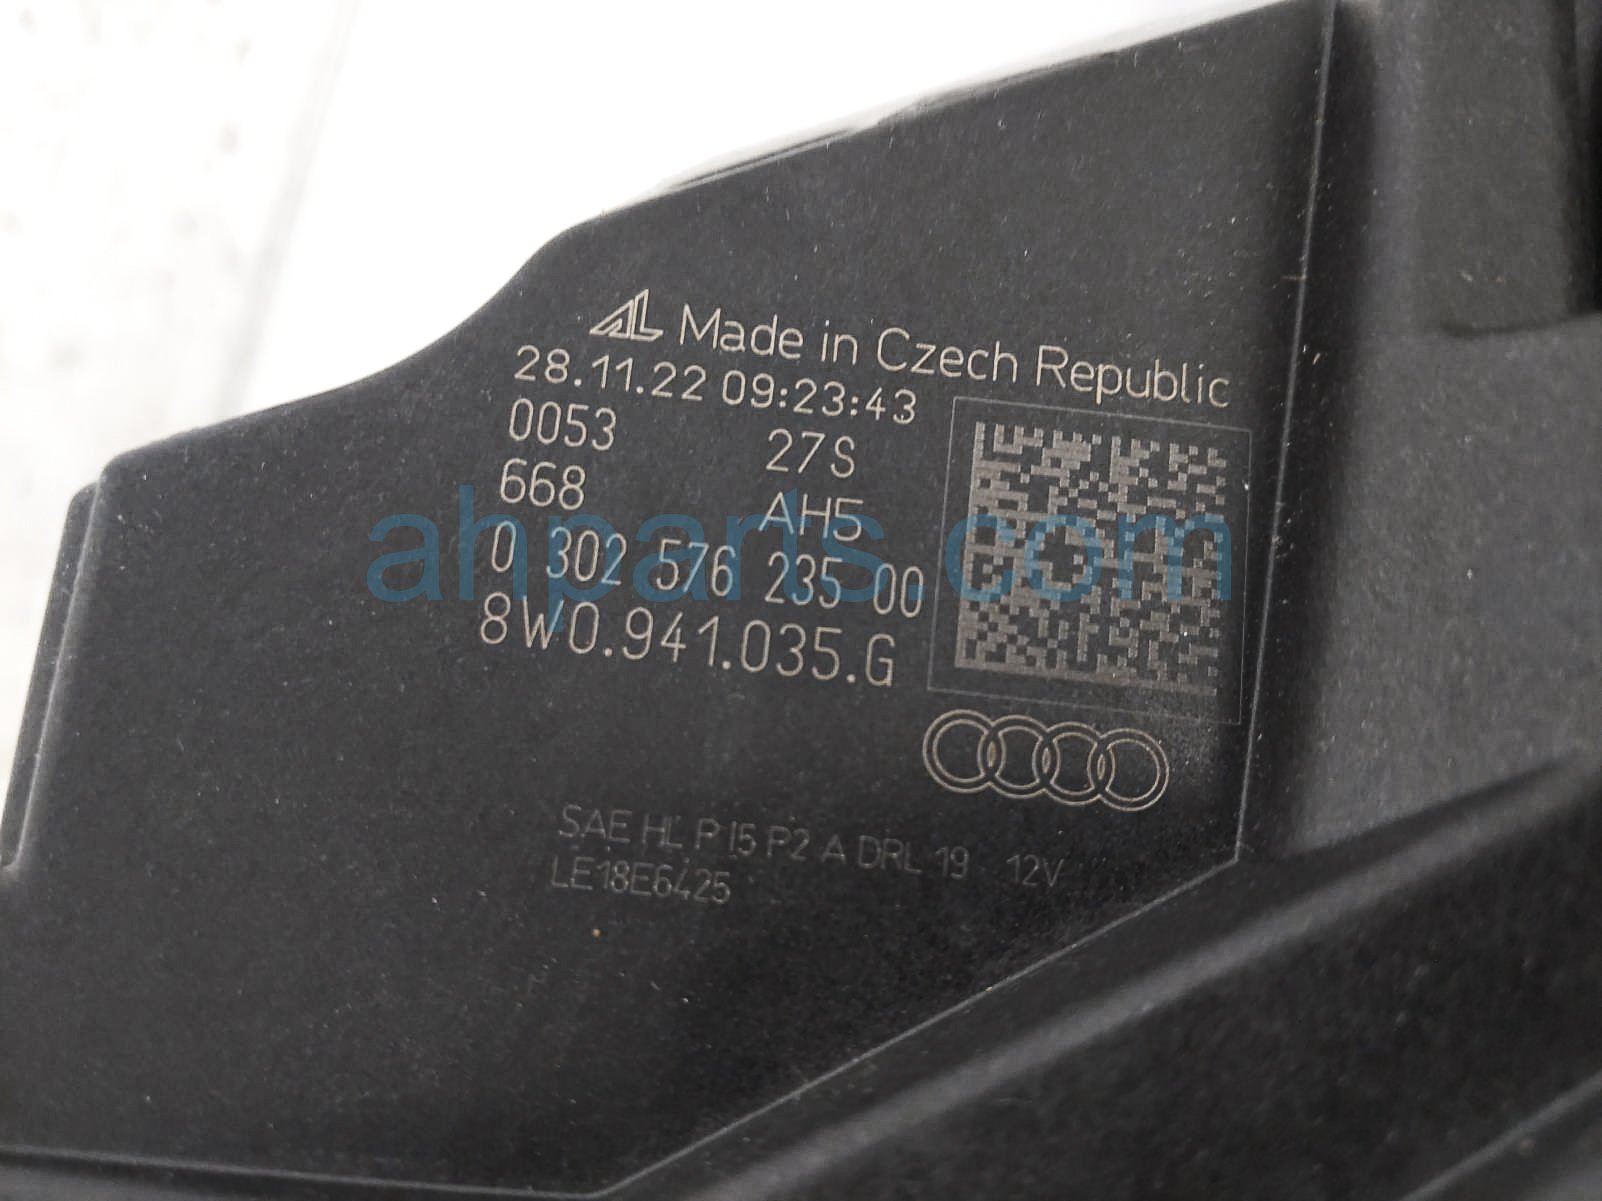 AL Made in Czech Republic
28.11.22 09:23:43
0053 27S
668 AH5
0 302 576 235 00
8W0.941.035.G
SAE HL P I5 P2 A DRL 19 12V
LE18E6425
ahparts.com